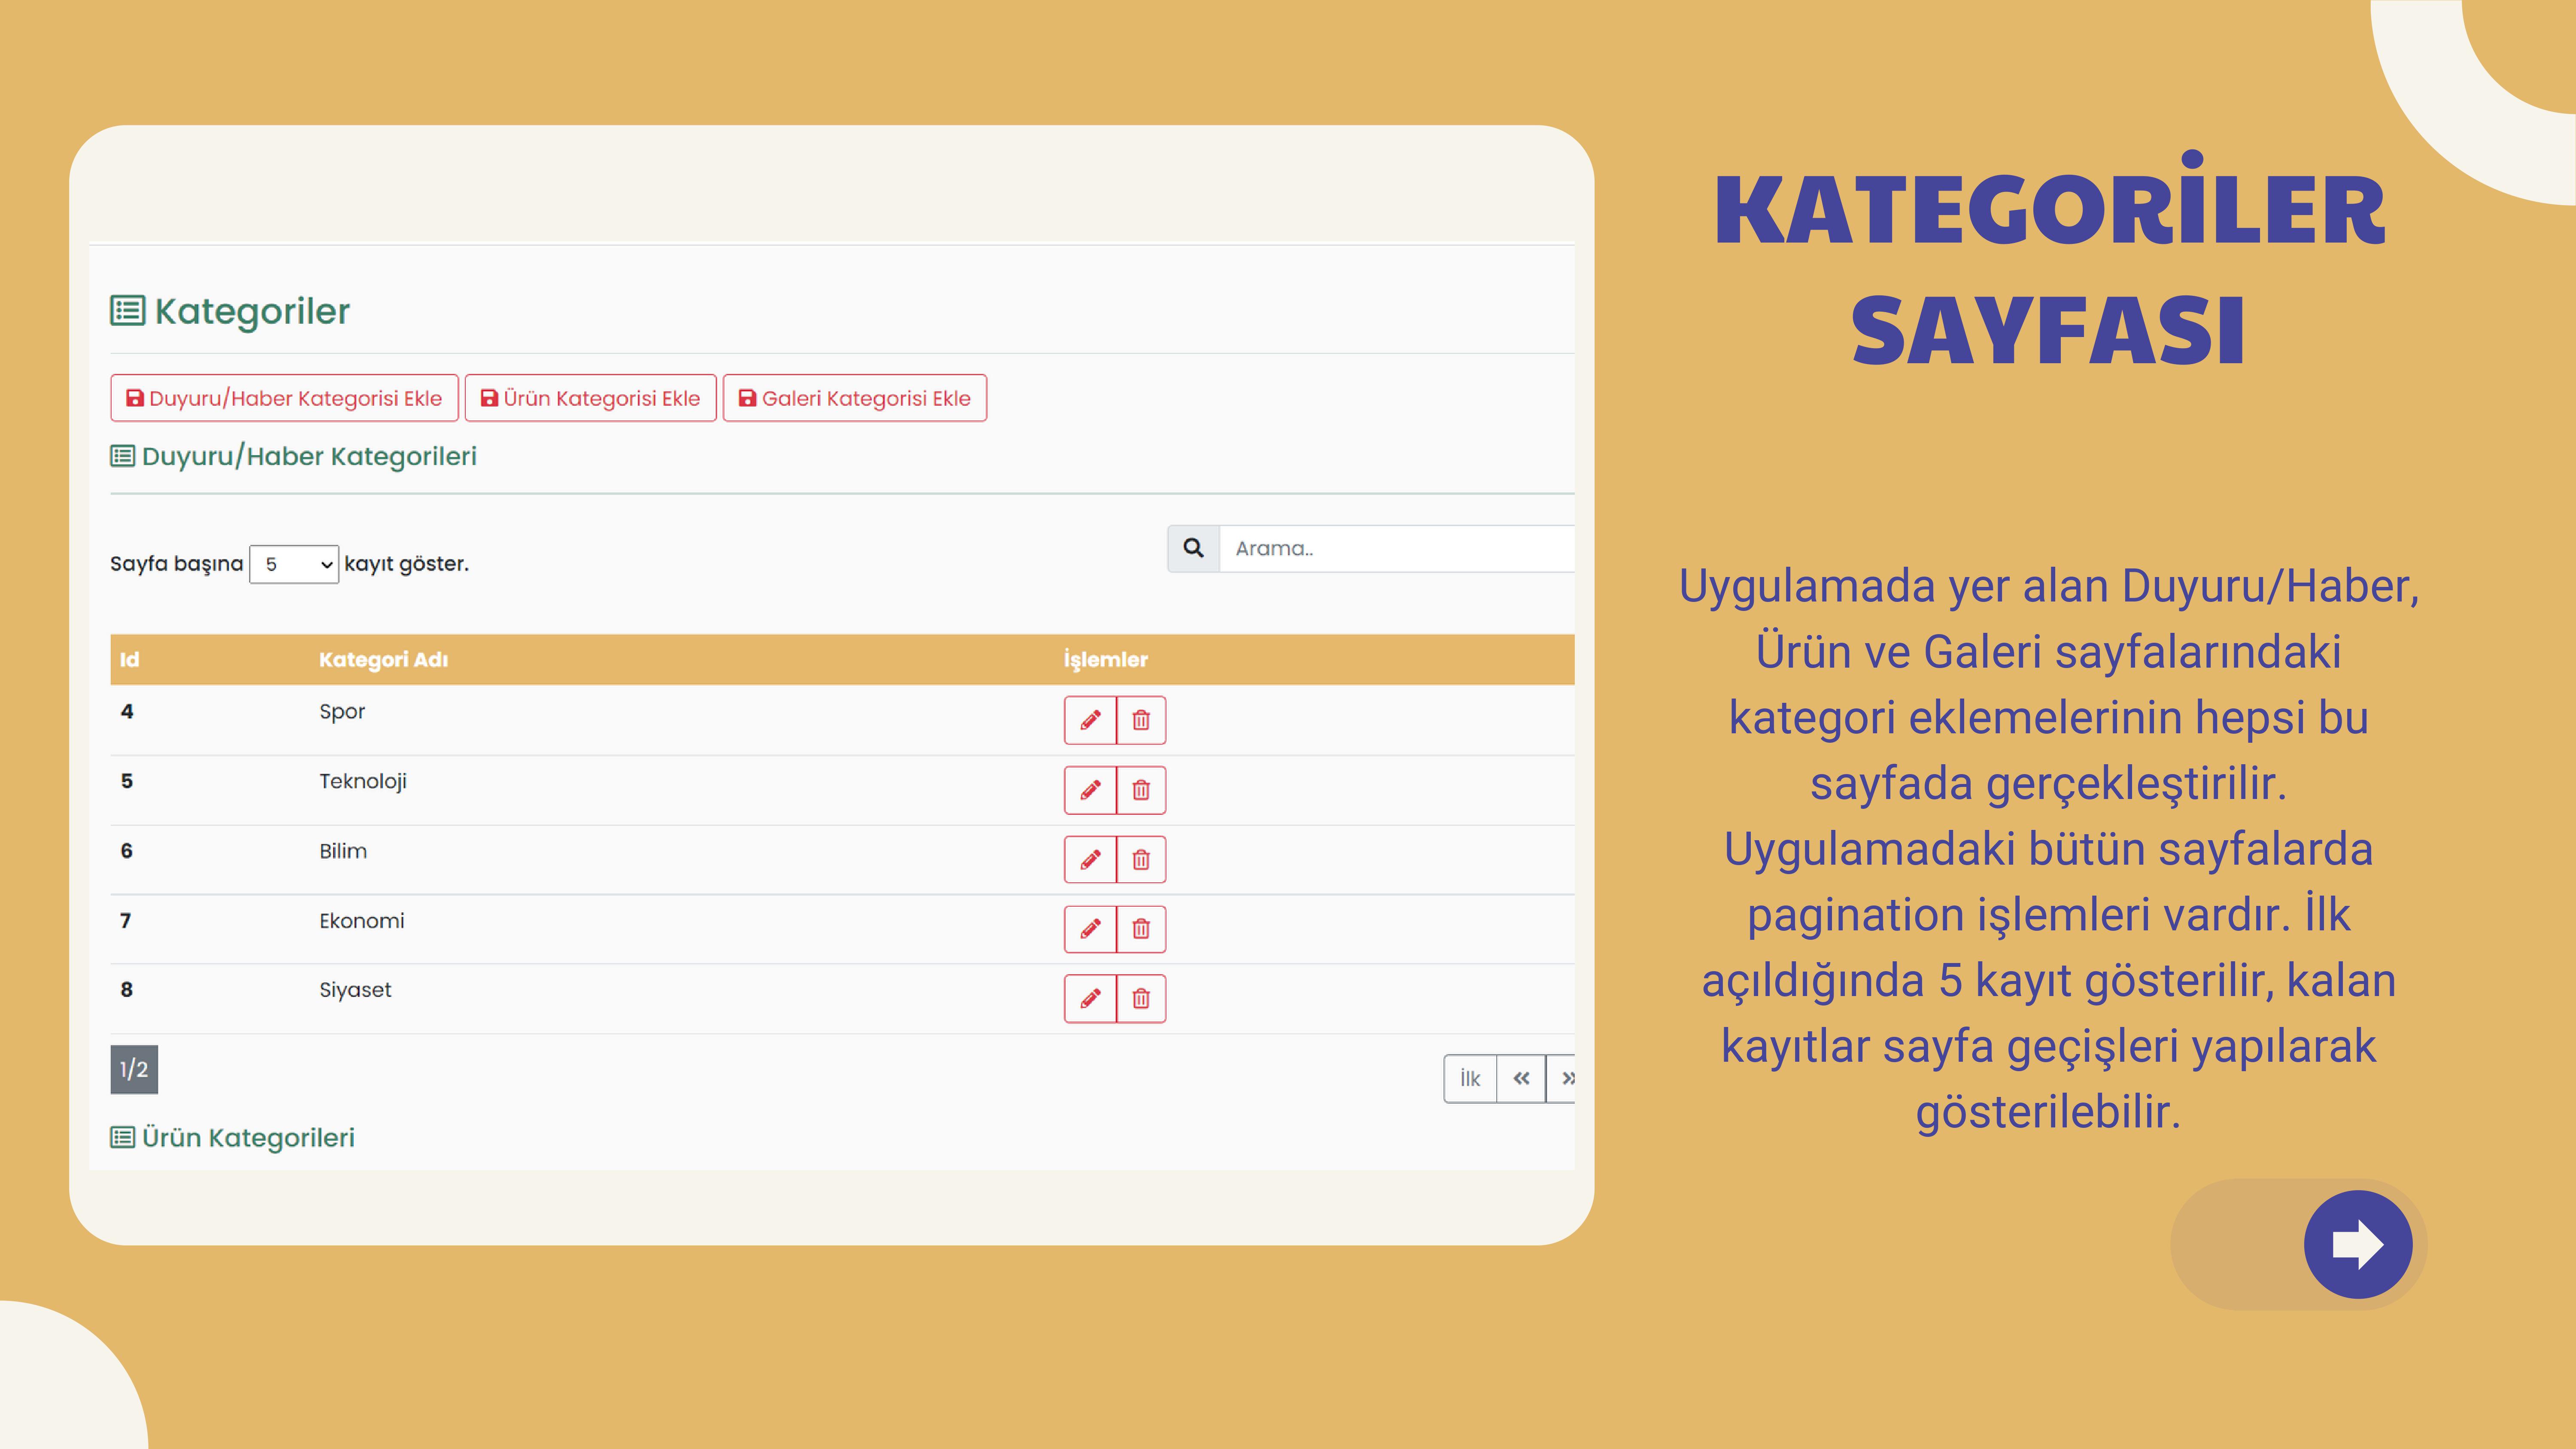 Kategoriler
Duyuru/Haber Kategorisi Ekle Ürün Kategorisi Ekle Galeri Kategorisi Ekle
Duyuru/Haber Kategorileri
Sayfa başına 5 kayıt göster.
Arama..
Id Kategori Adı İşlemler
4 Spor
5 Teknoloji
6 Bilim
7 Ekonomi
8 Siyaset
1/2
İlk « »
Ürün Kategorileri
KATEGORİLER
SAYFASI
Uygulamada yer alan Duyuru/Haber,
Ürün ve Galeri sayfalarındaki
kategori eklemelerinin hepsi bu
sayfada gerçekleştirilir.
Uygulamadaki bütün sayfalarda
pagination işlemleri vardır. İlk
açıldığında 5 kayıt gösterilir, kalan
kayıtlar sayfa geçişleri yapılarak
gösterilebilir.